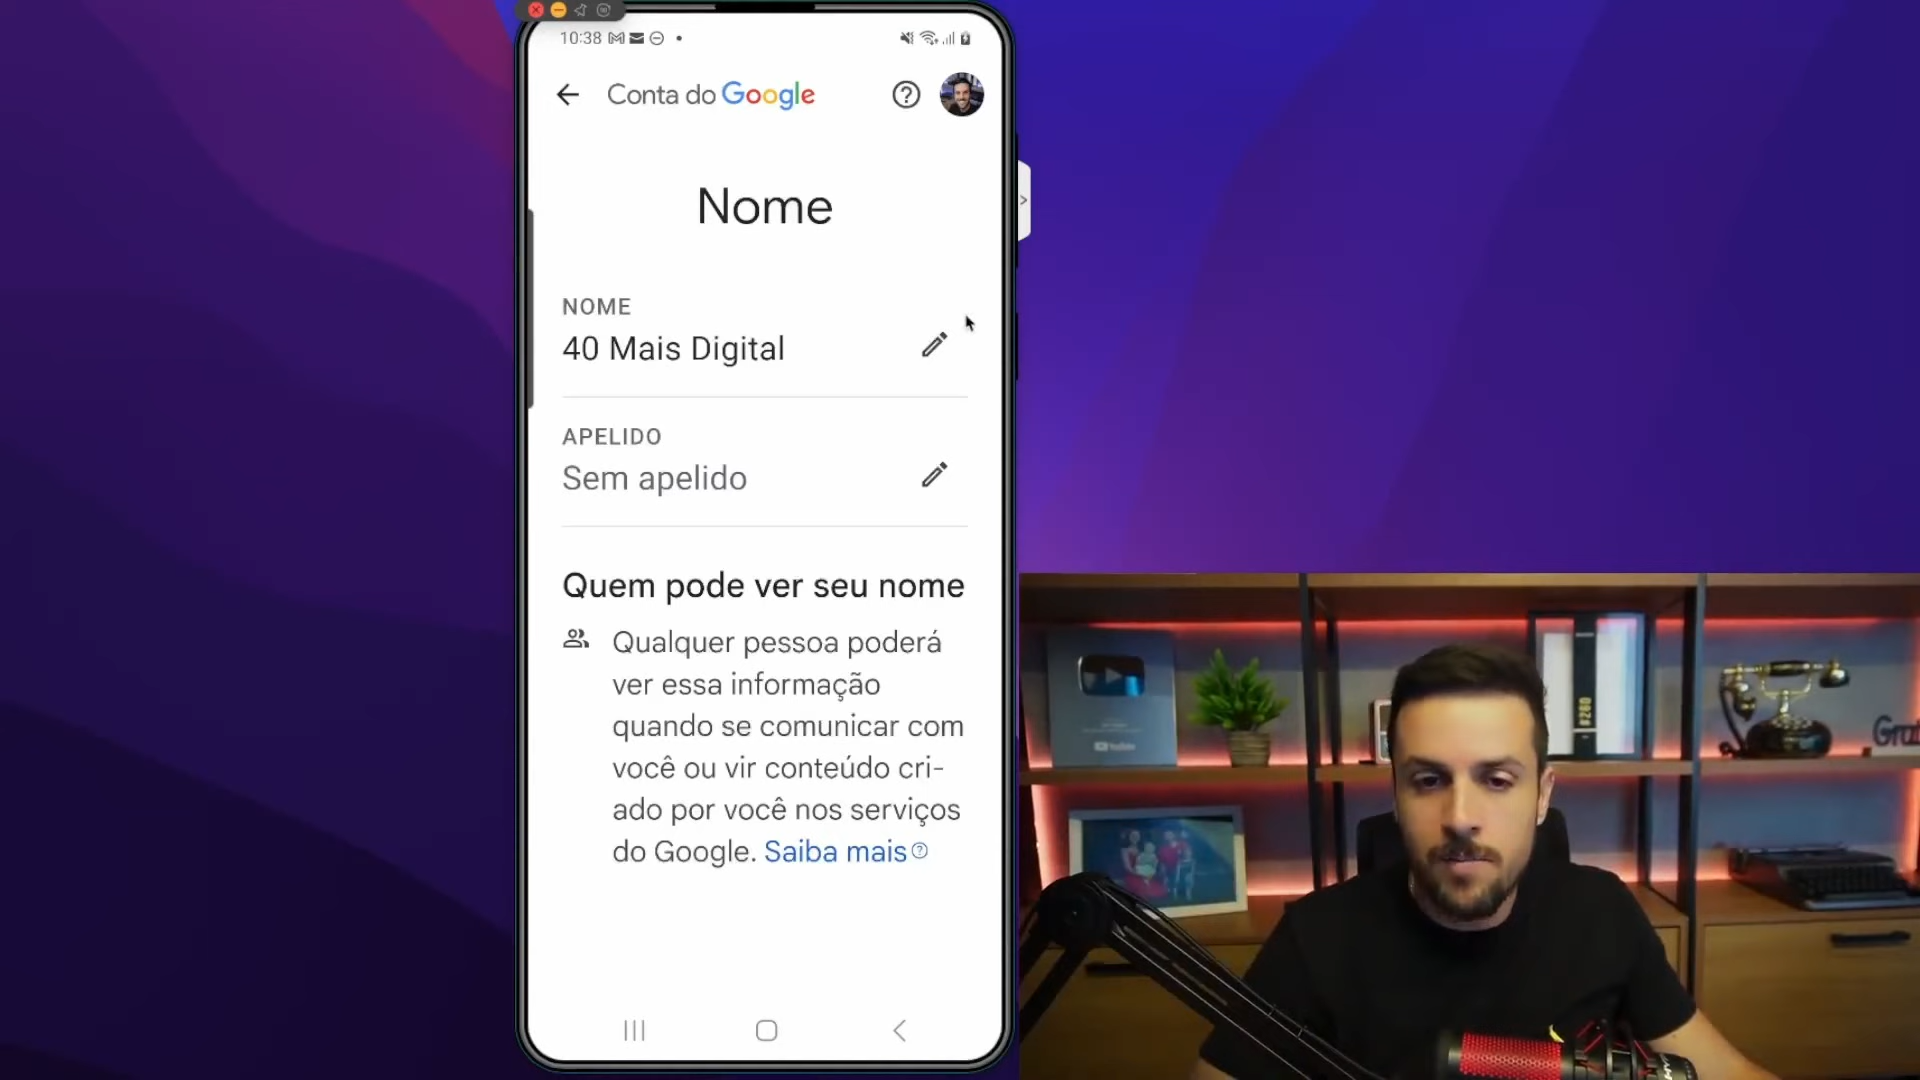 10:38
Conta do Google
Nome
NOME
40 Mais Digital
APELIDO
Sem apelido
Quem pode ver seu nome
Qualquer pessoa poderá
ver essa informação
quando se comunicar com
você ou vir conteúdo cri-
ado por você nos serviços
do Google. Saiba mais
YouTube
#260